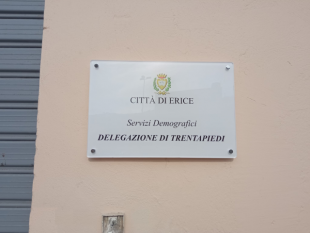 CITTÀ DI ERICE
Servizi Demografici
DELEGAZIONE DI TRENTAPIEDI